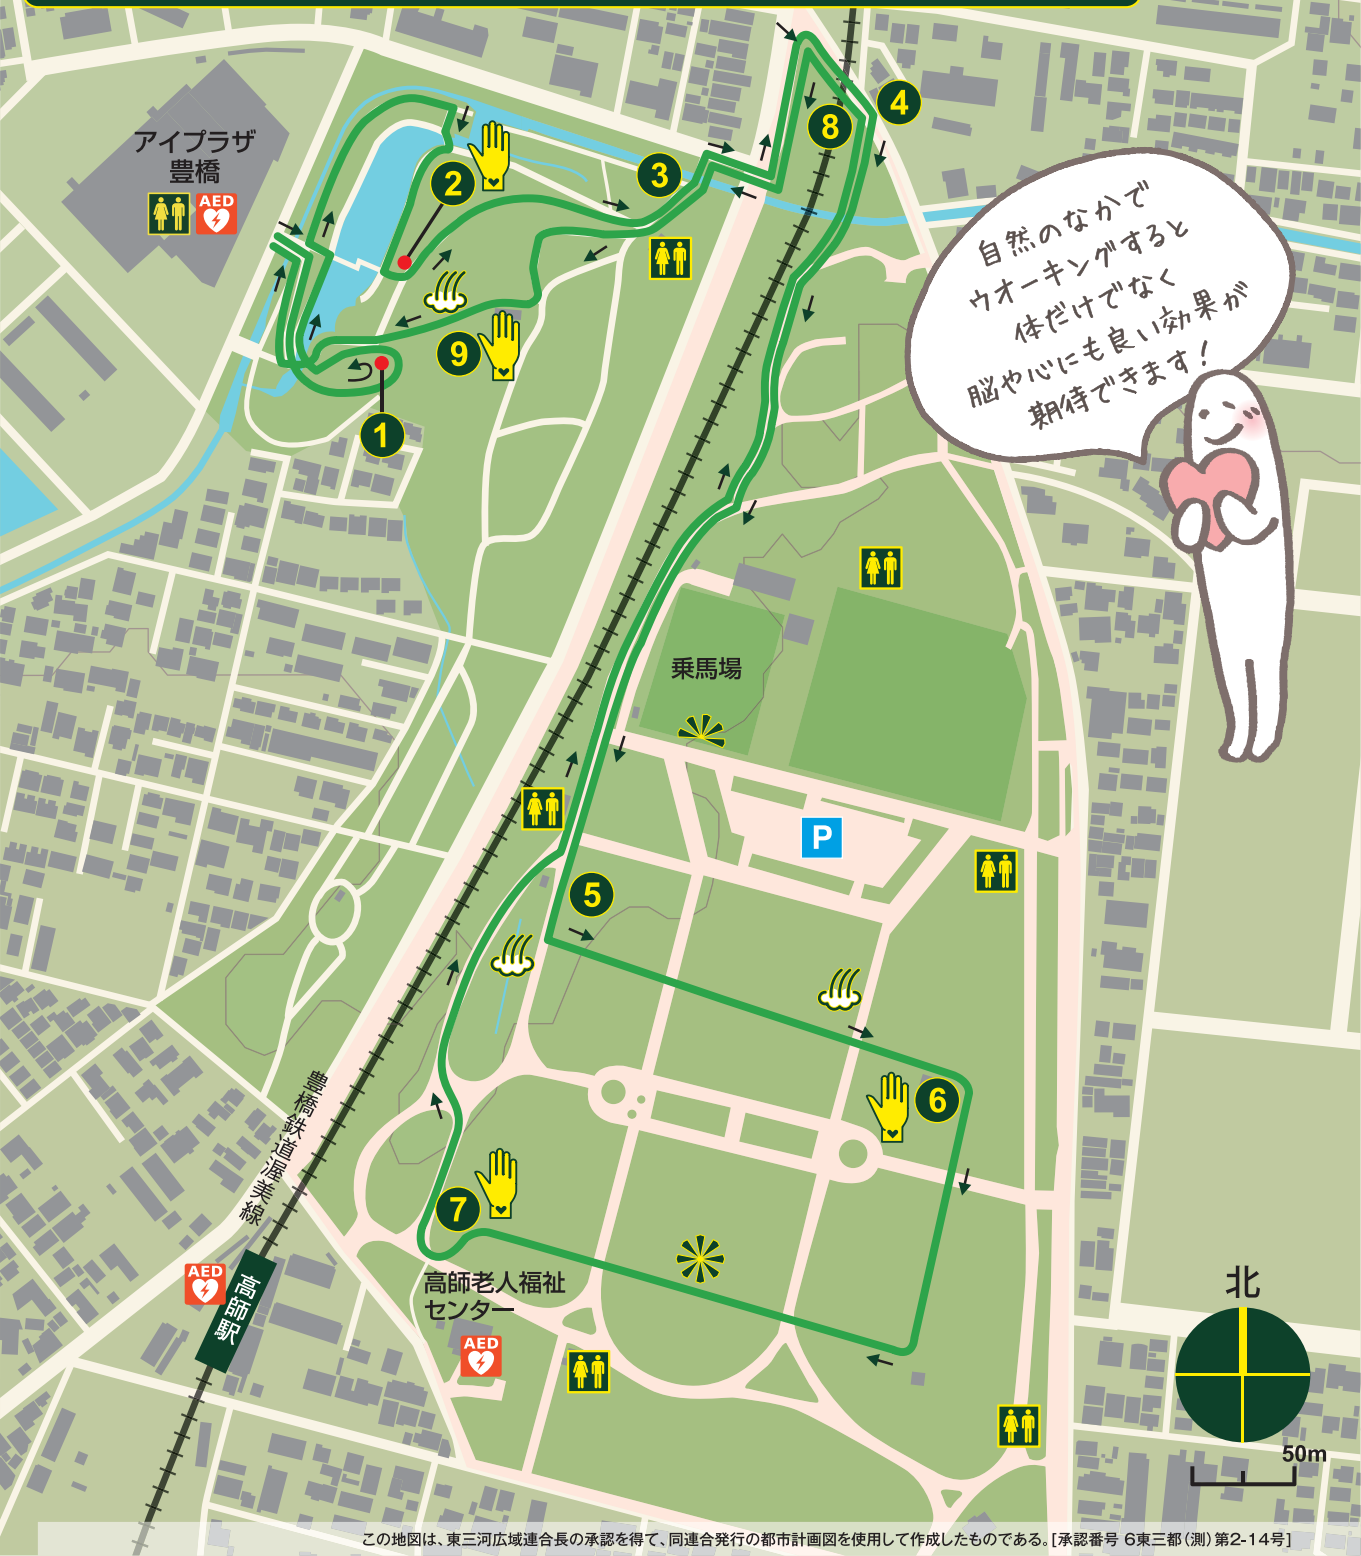 アイプラザ
豊橋
AED
1
2
3
4
8
9
自然のなかで
ウオーキングすると
体だけでなく
脳や心にも良い効果が
期待できます!
乗馬場
P
5
6
7
豊橋鉄道渥美線
AED
高師駅
高師老人福祉
センター
AED
北
50m
この地図は、東三河広域連合長の承認を得て、同連合発行の都市計画図を使用して作成したものである。[承認番号 6東三都(測)第2-14号]